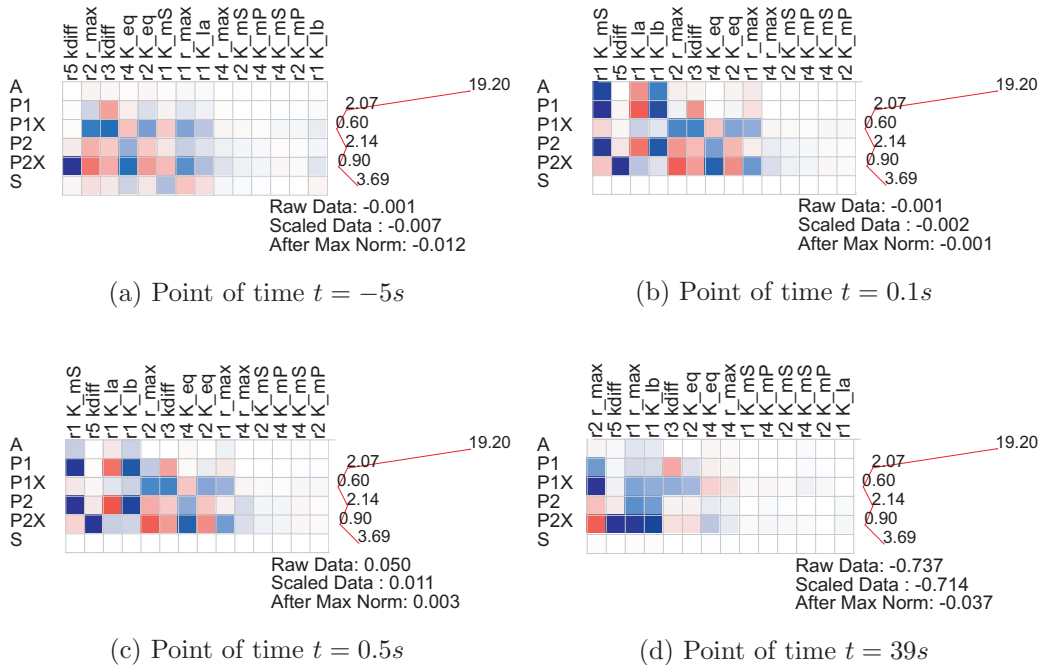 r5 kdiff
r2 r_max
r3 kdiff
r4 K_eq
r2 K_eq
r1 K_mS
r1 r_max
r1 K_Ia
r4 r_max
r2 K_mS
r4 K_mP
r4 K_mS
r2 K_mP
r1 K_Ib
A
P1
P1X
P2
P2X
S
19.20
2.07
0.60
2.14
0.90
3.69
Raw Data: -0.001
Scaled Data : -0.007
After Max Norm: -0.012
(a) Point of time t = −5s
r1 K_mS
r5 kdiff
r1 K_Ia
r1 K_Ib
r2 r_max
r3 kdiff
r4 K_eq
r2 K_eq
r1 r_max
r4 r_max
r2 K_mS
r4 K_mP
r4 K_mS
r2 K_mP
A
P1
P1X
P2
P2X
S
19.20
2.07
0.60
2.14
0.90
3.69
Raw Data: -0.001
Scaled Data : -0.002
After Max Norm: -0.001
(b) Point of time t = 0.1s
r1 K_mS
r5 kdiff
r1 K_Ia
r1 K_Ib
r2 r_max
r3 kdiff
r4 K_eq
r2 K_eq
r1 r_max
r4 r_max
r2 K_mS
r4 K_mP
r4 K_mS
r2 K_mP
A
P1
P1X
P2
P2X
S
19.20
2.07
0.60
2.14
0.90
3.69
Raw Data: 0.050
Scaled Data : 0.011
After Max Norm: 0.003
(c) Point of time t = 0.5s
r2 r_max
r5 kdiff
r1 r_max
r1 K_Ib
r3 kdiff
r2 K_eq
r4 K_eq
r4 r_max
r1 K_mS
r4 K_mP
r2 K_mS
r4 K_mS
r2 K_mP
r1 K_Ia
A
P1
P1X
P2
P2X
S
19.20
2.07
0.60
2.14
0.90
3.69
Raw Data: -0.737
Scaled Data : -0.714
After Max Norm: -0.037
(d) Point of time t = 39s